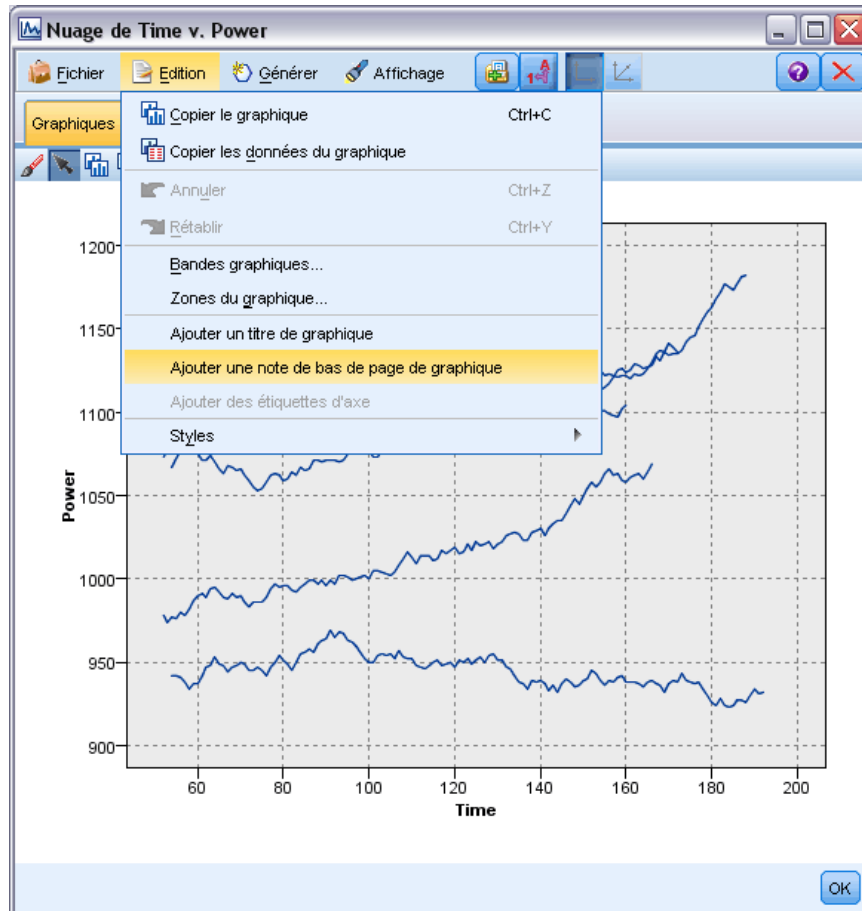 Nuage de Time v. Power
Fichier Edition Générer Affichage
Graphiques
Copier le graphique Ctrl+C
Copier les données du graphique
Annuler Ctrl+Z
Rétablir Ctrl+Y
Bandes graphiques...
Zones du graphique...
Ajouter un titre de graphique
Ajouter une note de bas de page de graphique
Ajouter des étiquettes d'axe
Styles
1200
1150
1100
1050
1000
950
900
Power
60 80 100 120 140 160 180 200
Time
OK